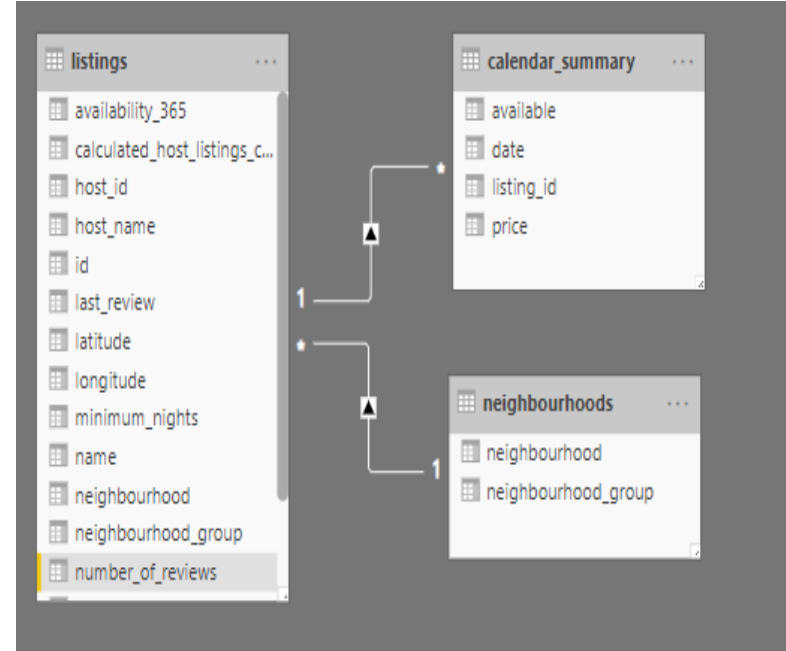 listings ...
availability_365
calculated_host_listings_c...
host_id
host_name
id
last_review
latitude
longitude
minimum_nights
name
neighbourhood
neighbourhood_group
number_of_reviews
calendar_summary ...
available
date
listing_id
price
1
*
*
1
neighbourhoods ...
neighbourhood
neighbourhood_group